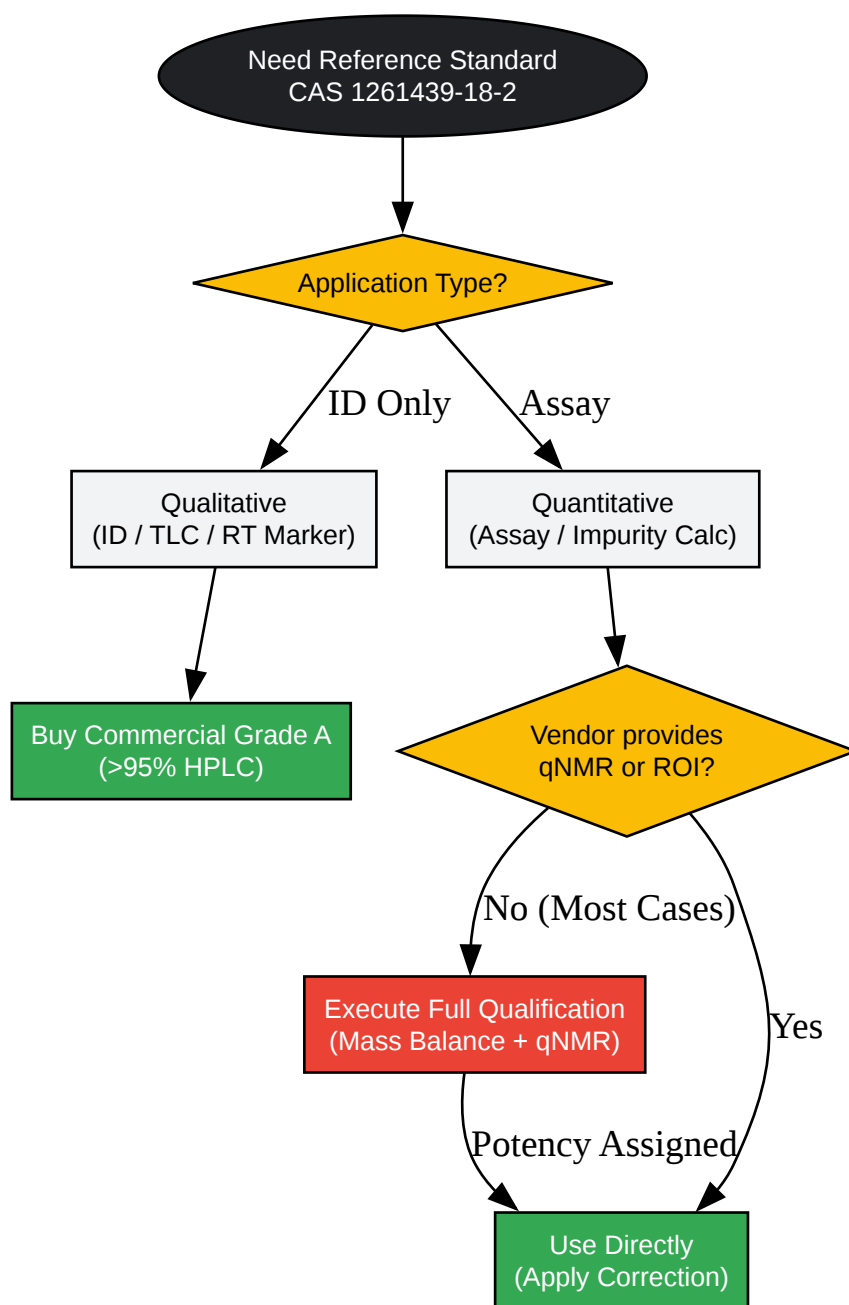 Need Reference Standard
CAS 1261439-18-2
Application Type?
ID Only
Assay
Qualitative
(ID / TLC / RT Marker)
Quantitative
(Assay / Impurity Calc)
Buy Commercial Grade A
(>95% HPLC)
Vendor provides
qNMR or ROI?
No (Most Cases)
Yes
Execute Full Qualification
(Mass Balance + qNMR)
Potency Assigned
Use Directly
(Apply Correction)